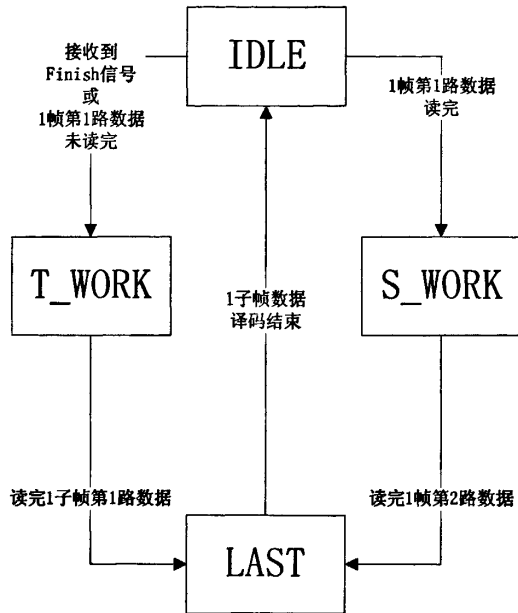 IDLE
接收到
Finish信号
或
1帧第1路数据
未读完
1帧第1路数据
读完
T_WORK
S_WORK
1子帧数据
译码结束
读完1子帧第1路数据
读完1帧第2路数据
LAST